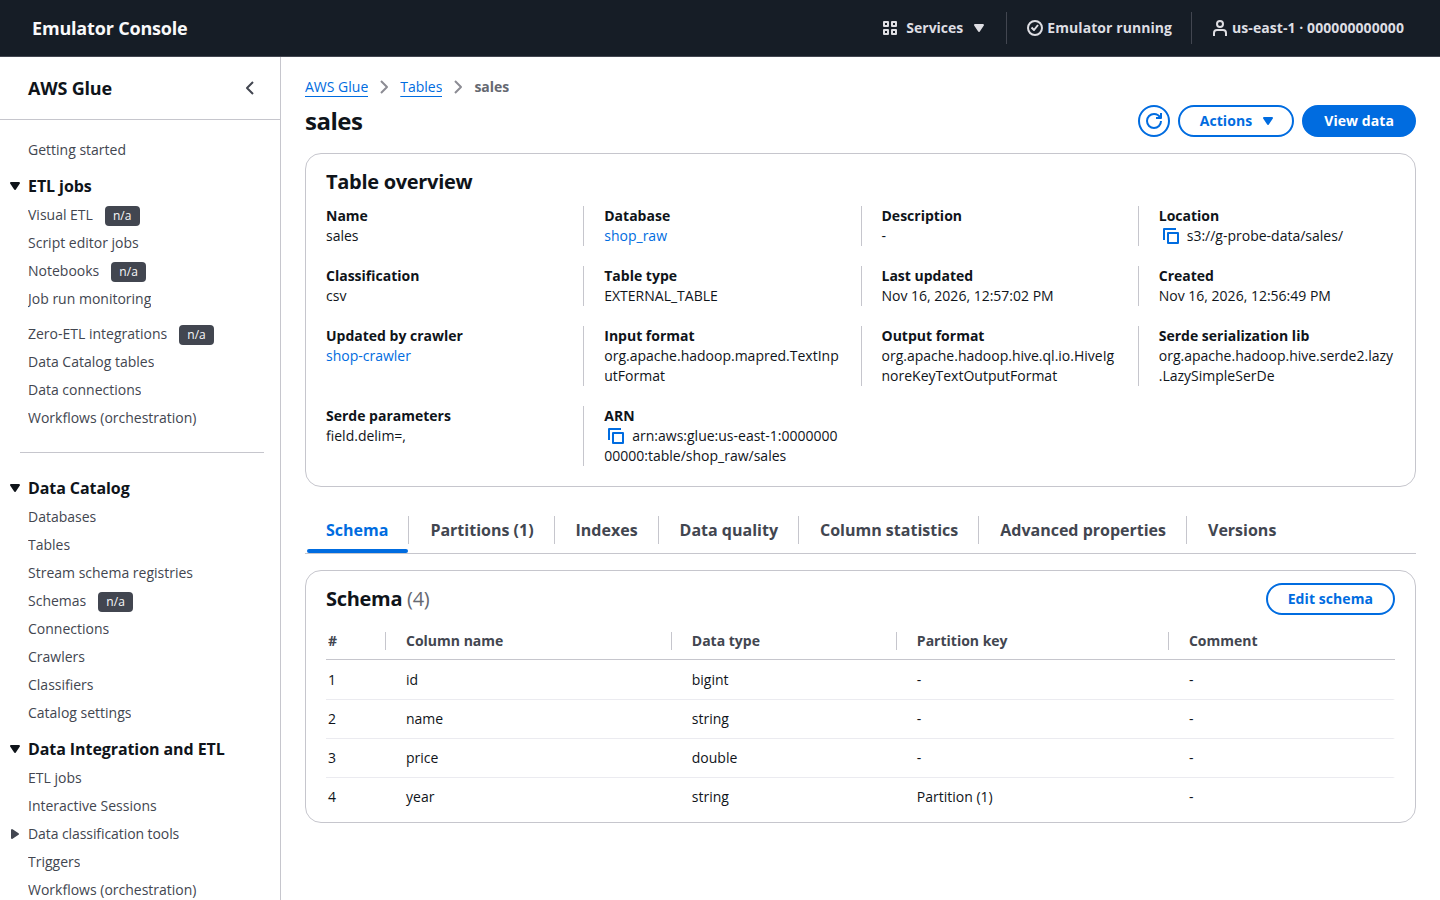 Emulator Console
Services
Emulator running
us-east-1 · 000000000000
AWS Glue
Getting started
ETL jobs
Visual ETL n/a
Script editor jobs
Notebooks n/a
Job run monitoring
Zero-ETL integrations n/a
Data Catalog tables
Data connections
Workflows (orchestration)
Data Catalog
Databases
Tables
Stream schema registries
Schemas n/a
Connections
Crawlers
Classifiers
Catalog settings
Data Integration and ETL
ETL jobs
Interactive Sessions
Data classification tools
Triggers
Workflows (orchestration)
AWS Glue > Tables > sales
sales
Actions
View data
Table overview
Name
sales
Database
shop_raw
Description
-
Location
s3://g-probe-data/sales/
Classification
csv
Table type
EXTERNAL_TABLE
Last updated
Nov 16, 2026, 12:57:02 PM
Created
Nov 16, 2026, 12:56:49 PM
Updated by crawler
shop-crawler
Input format
org.apache.hadoop.mapred.TextInp
utFormat
Output format
org.apache.hadoop.hive.ql.io.HiveIg
noreKeyTextOutputFormat
Serde serialization lib
org.apache.hadoop.hive.serde2.lazy
.LazySimpleSerDe
Serde parameters
field.delim=,
ARN
arn:aws:glue:us-east-1:0000000
00000:table/shop_raw/sales
Schema Partitions (1) Indexes Data quality Column statistics Advanced properties Versions
Schema (4)
Edit schema
# Column name Data type Partition key Comment
1 id bigint - -
2 name string - -
3 price double - -
4 year string Partition (1) -